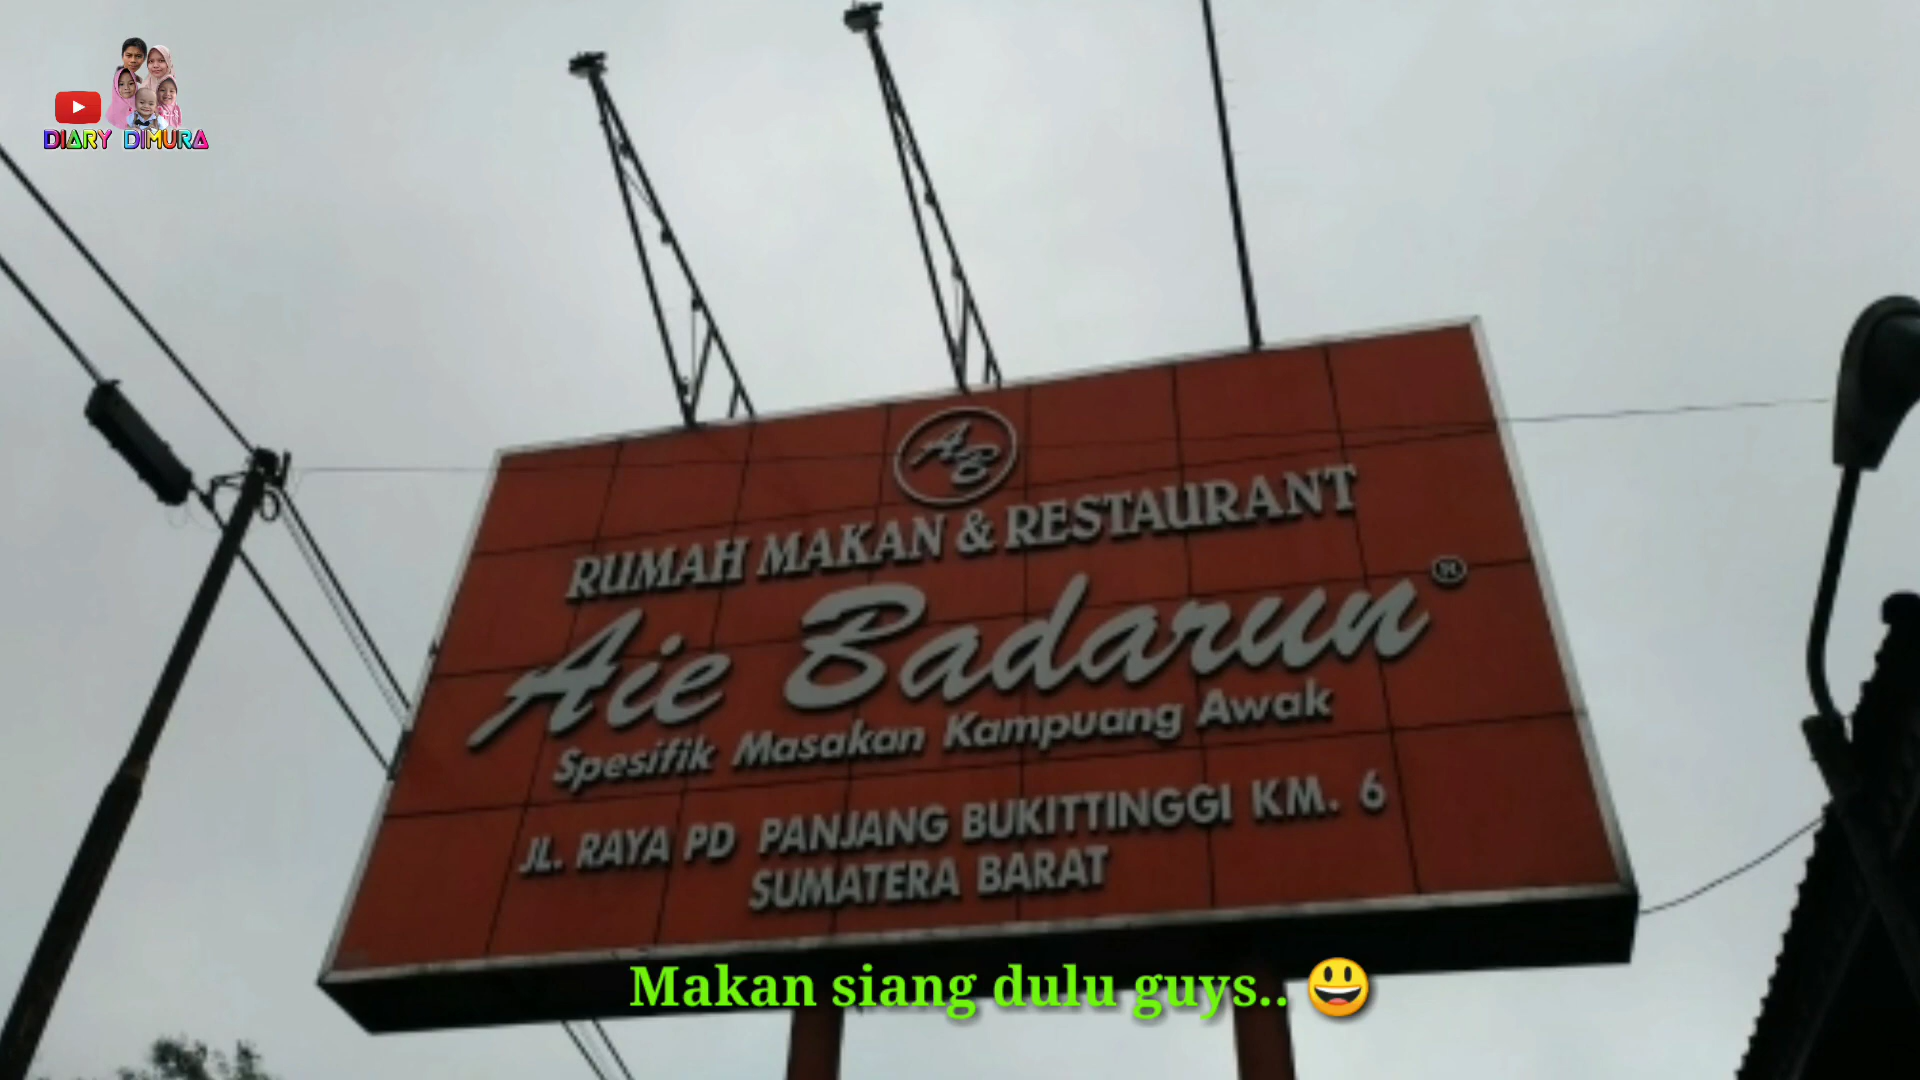 DIARY DIMURA
AB
RUMAH MAKAN & RESTAURANT
Aie Badarun®
Spesifik Masakan Kampuang Awak
JL. RAYA PD PANJANG BUKITTINGGI KM. 6
SUMATERA BARAT
Makan siang dulu guys.. 😃